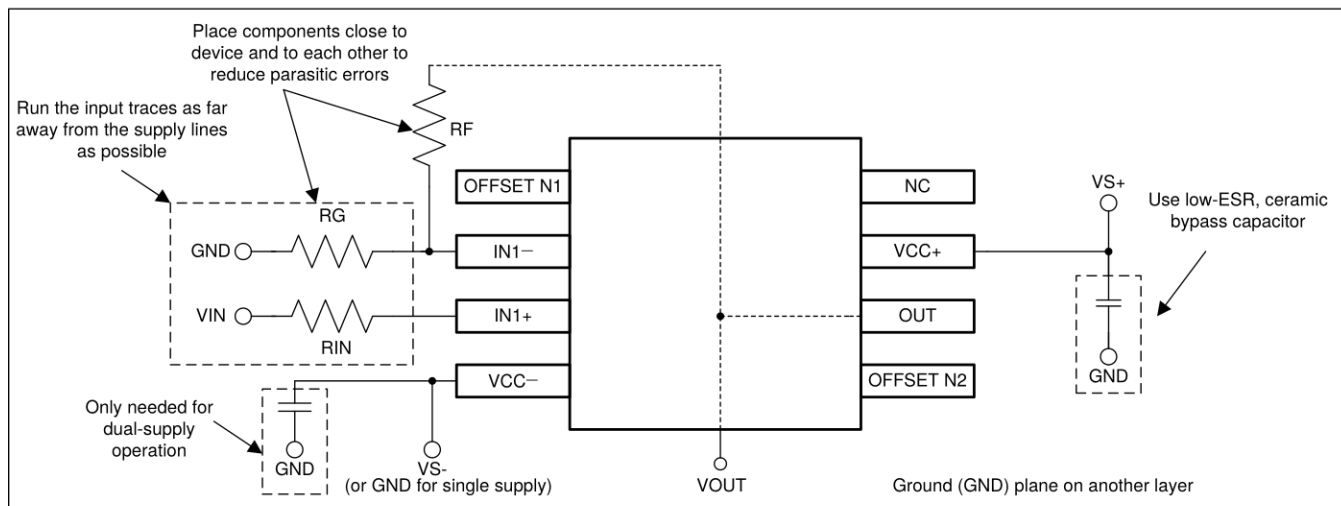 Place components close to
device and to each other to
reduce parasitic errors
Run the input traces as far
away from the supply lines
as possible
RF
OFFSET N1
NC
VS+
Use low-ESR, ceramic
bypass capacitor
RG
GND
IN1−
VCC+
VIN
IN1+
OUT
RIN
VCC−
OFFSET N2
GND
Only needed for
dual-supply
operation
GND
VS-
(or GND for single supply)
VOUT
Ground (GND) plane on another layer